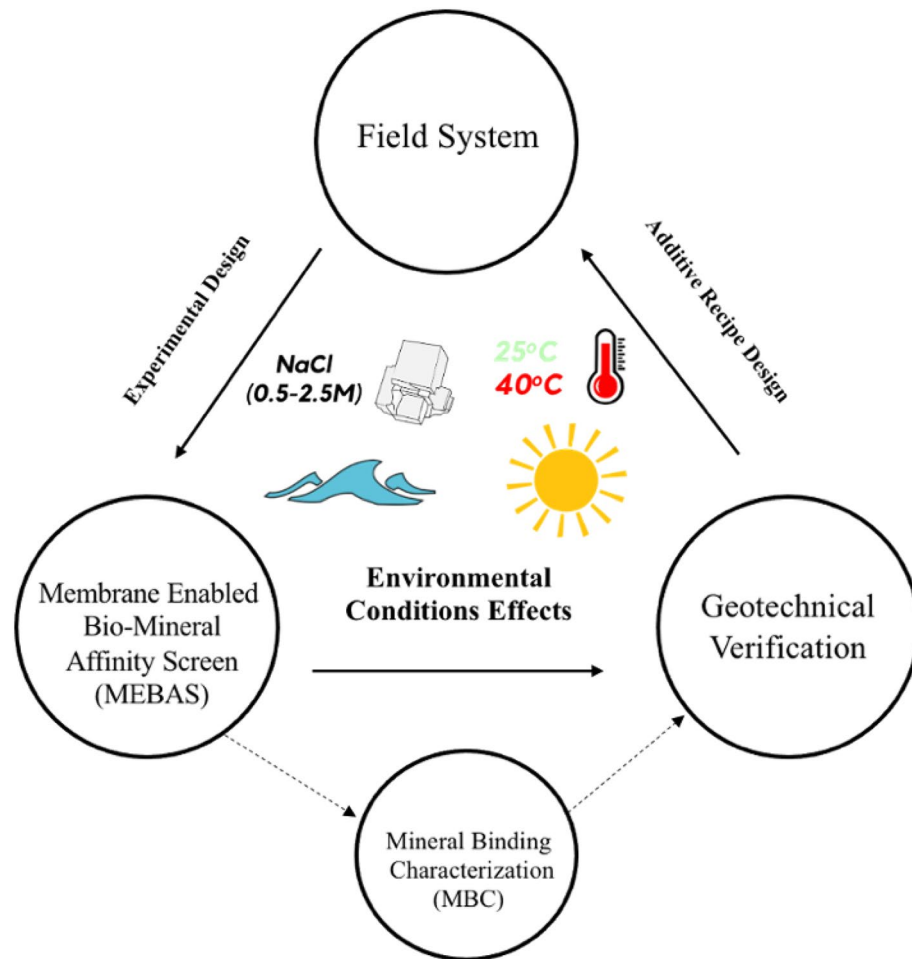 Field System
Experimental Design
Additive Recipe Design
NaCl
(0.5-2.5M)
25°C
40°C
Environmental
Conditions Effects
Membrane Enabled
Bio-Mineral
Affinity Screen
(MEBAS)
Geotechnical
Verification
Mineral Binding
Characterization
(MBC)